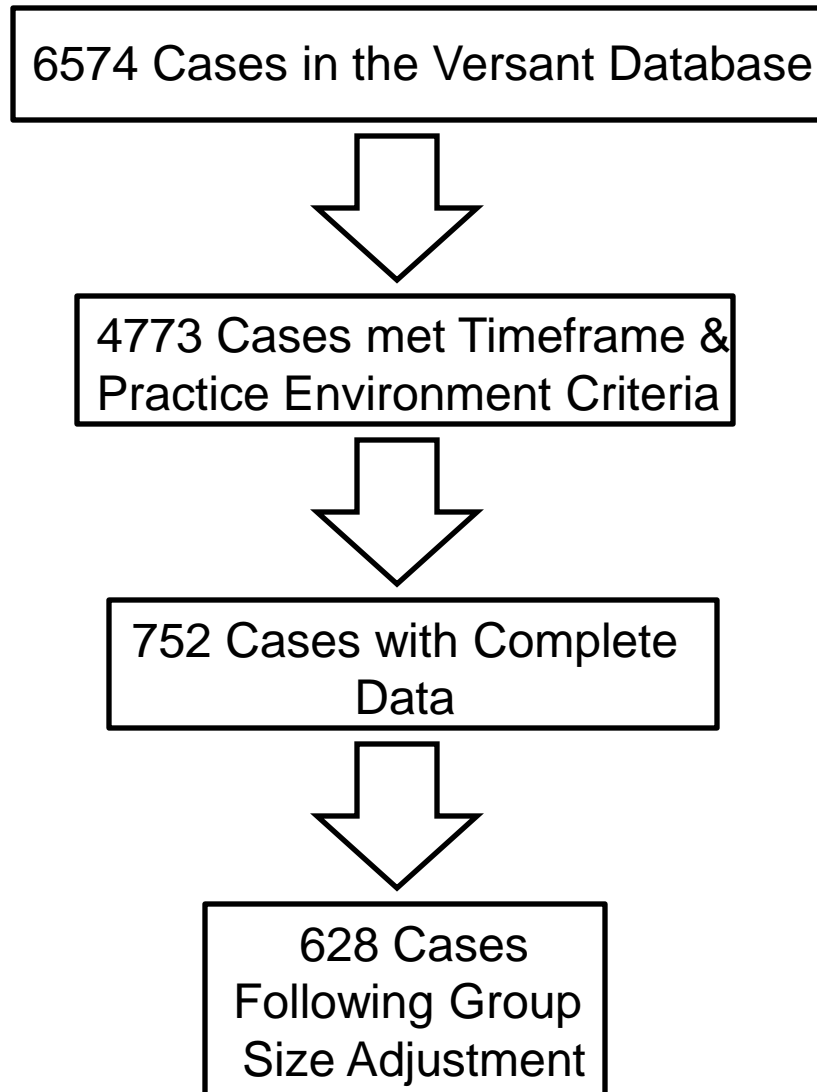 6574 Cases in the Versant Database
4773 Cases met Timeframe &
Practice Environment Criteria
752 Cases with Complete
Data
628 Cases
Following Group
Size Adjustment